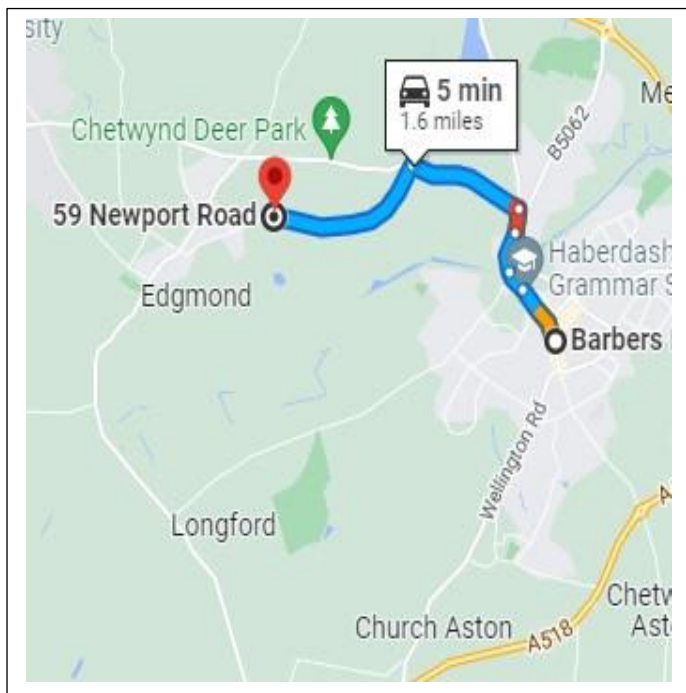 sity
5 min
1.6 miles
Me
Chetwynd Deer Park
B5062
59 Newport Road
Haberdash
Grammar S
Edgmond
Barbers
Wellington Rd
Longford
A
Chetw
Church Aston
Ast
A518